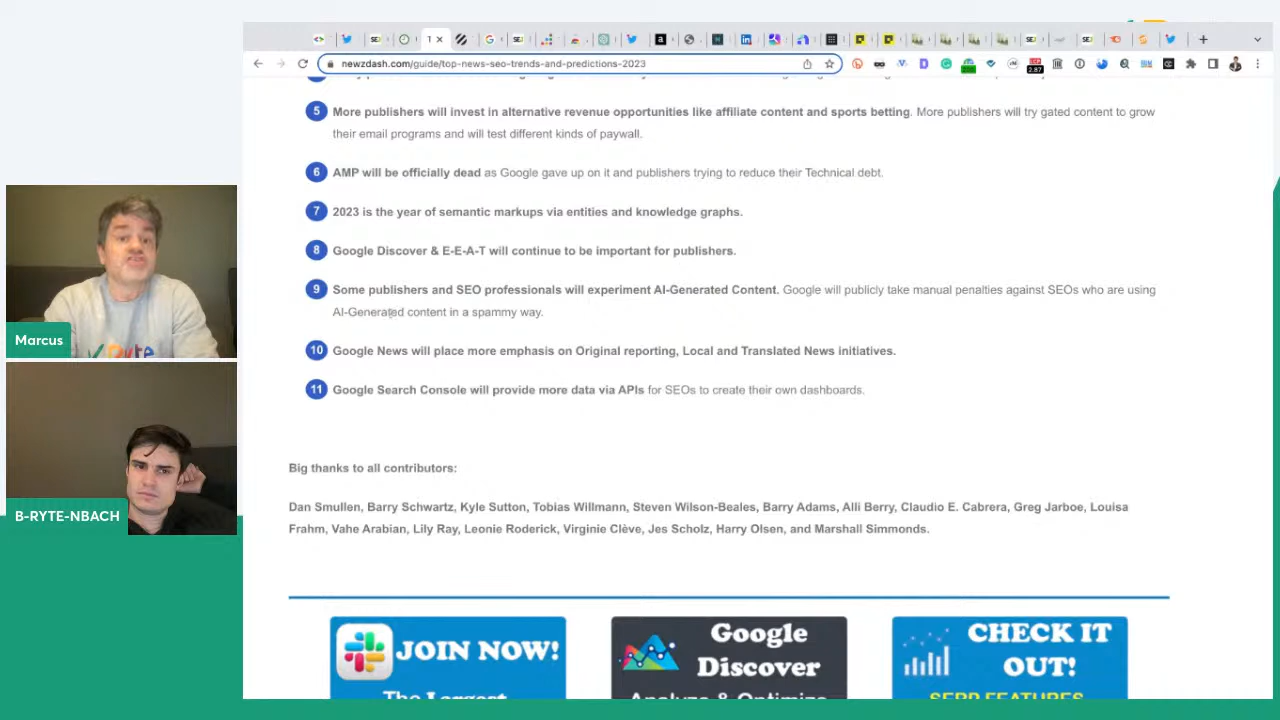 newzdash.com/guide/top-news-seo-trends-and-predictions-2023
5 More publishers will invest in alternative revenue opportunities like affiliate content and sports betting. More publishers will try gated content to grow
their email programs and will test different kinds of paywall.
6 AMP will be officially dead as Google gave up on it and publishers trying to reduce their Technical debt.
7 2023 is the year of semantic markups via entities and knowledge graphs.
8 Google Discover & E-E-A-T will continue to be important for publishers.
9 Some publishers and SEO professionals will experiment AI-Generated Content. Google will publicly take manual penalties against SEOs who are using
AI-Generated content in a spammy way.
10 Google News will place more emphasis on Original reporting, Local and Translated News initiatives.
11 Google Search Console will provide more data via APIs for SEOs to create their own dashboards.
Big thanks to all contributors:
Dan Smullen, Barry Schwartz, Kyle Sutton, Tobias Willmann, Steven Wilson-Beales, Barry Adams, Alli Berry, Claudio E. Cabrera, Greg Jarboe, Louisa
Frahm, Vahe Arabian, Lily Ray, Leonie Roderick, Virginie Clève, Jes Scholz, Harry Olsen, and Marshall Simmonds.
JOIN NOW!
The Largest
Google
Discover
Analyze & Optimize
CHECK IT
OUT!
SERP FEATURES
Marcus
B-RYTE-NBACH